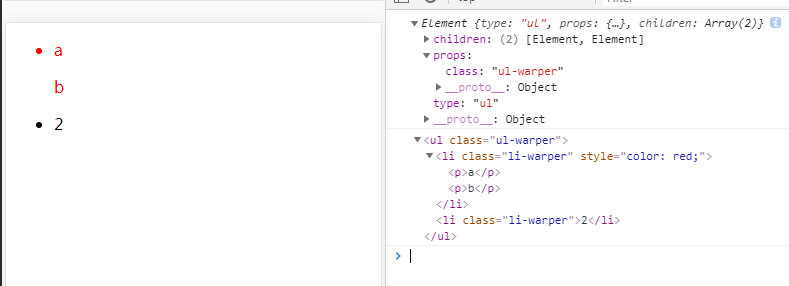 a
b
2
Element {type: "ul", props: {…}, children: Array(2)}
children: (2) [Element, Element]
props:
class: "ul-warper"
__proto__: Object
type: "ul"
__proto__: Object
<ul class="ul-warper">
<li class="li-warper" style="color: red;">
<p>a</p>
<p>b</p>
</li>
<li class="li-warper">2</li>
</ul>